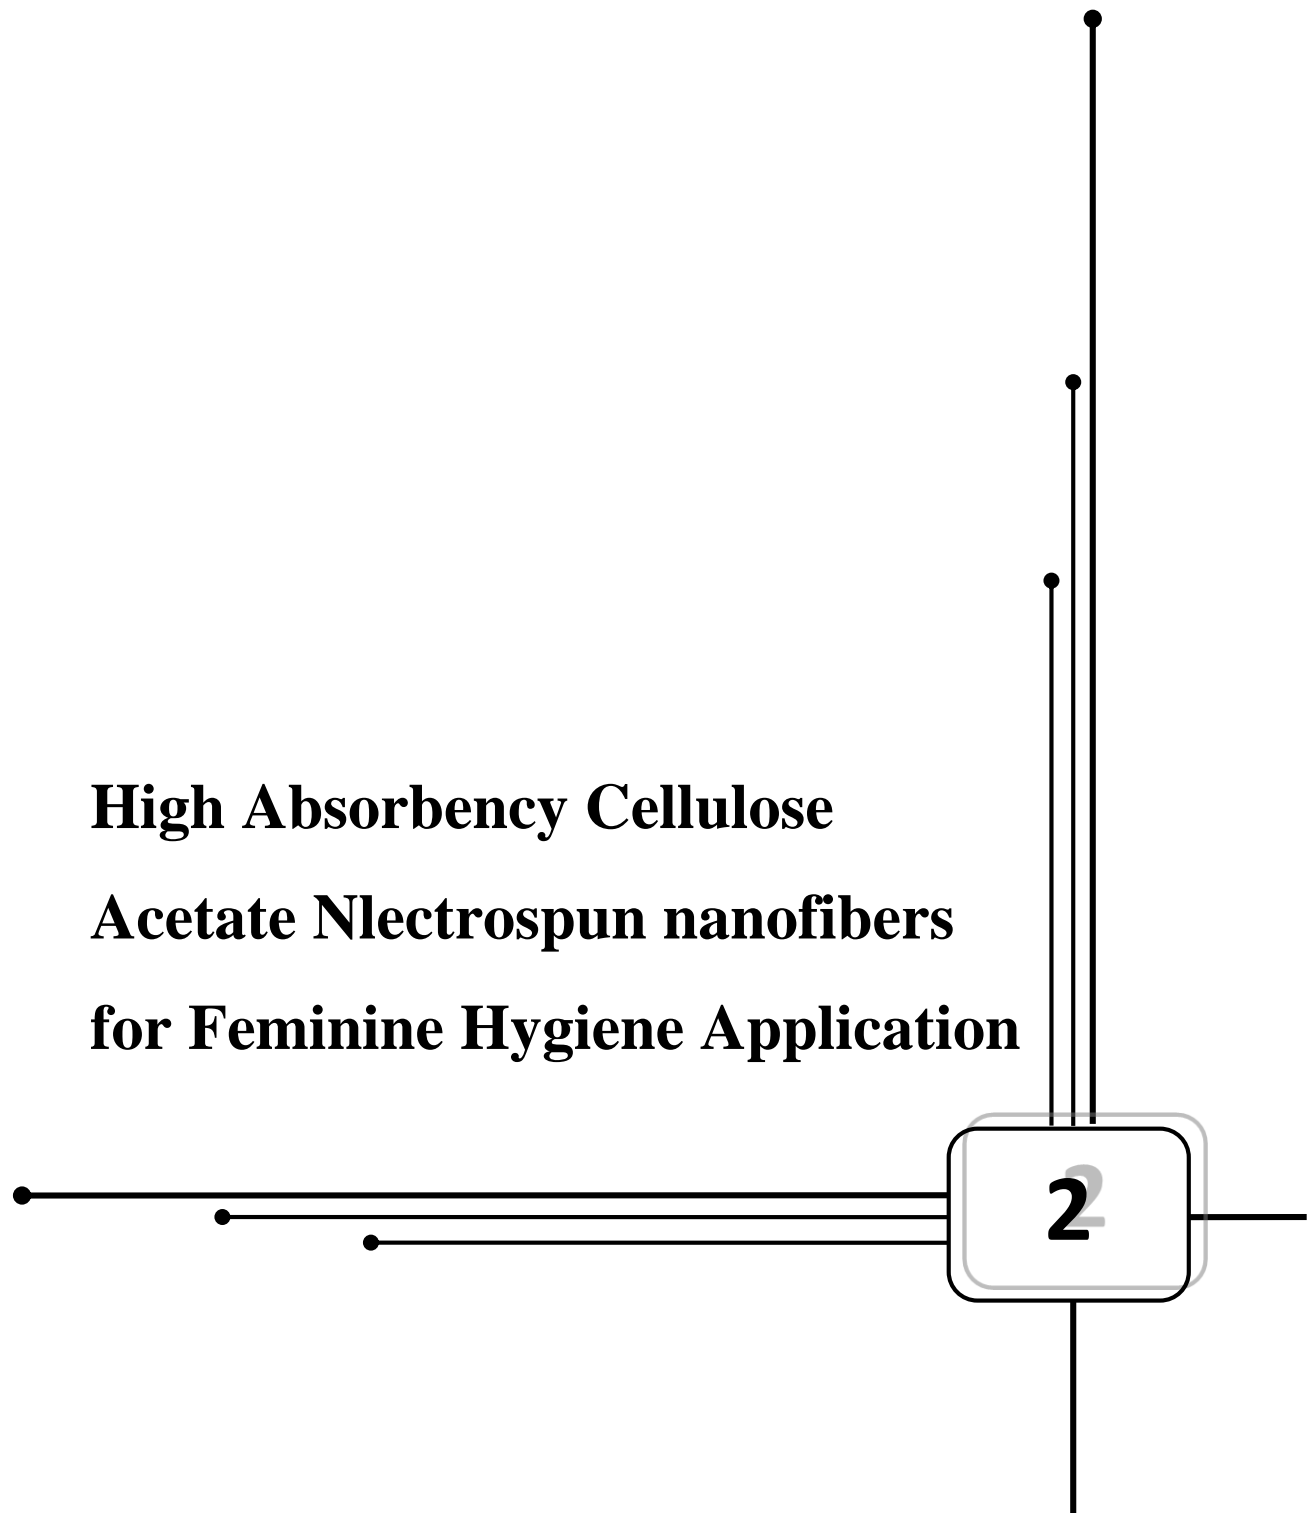 High Absorbency Cellulose
Acetate Nlectrospun nanofibers
for Feminine Hygiene Application
2